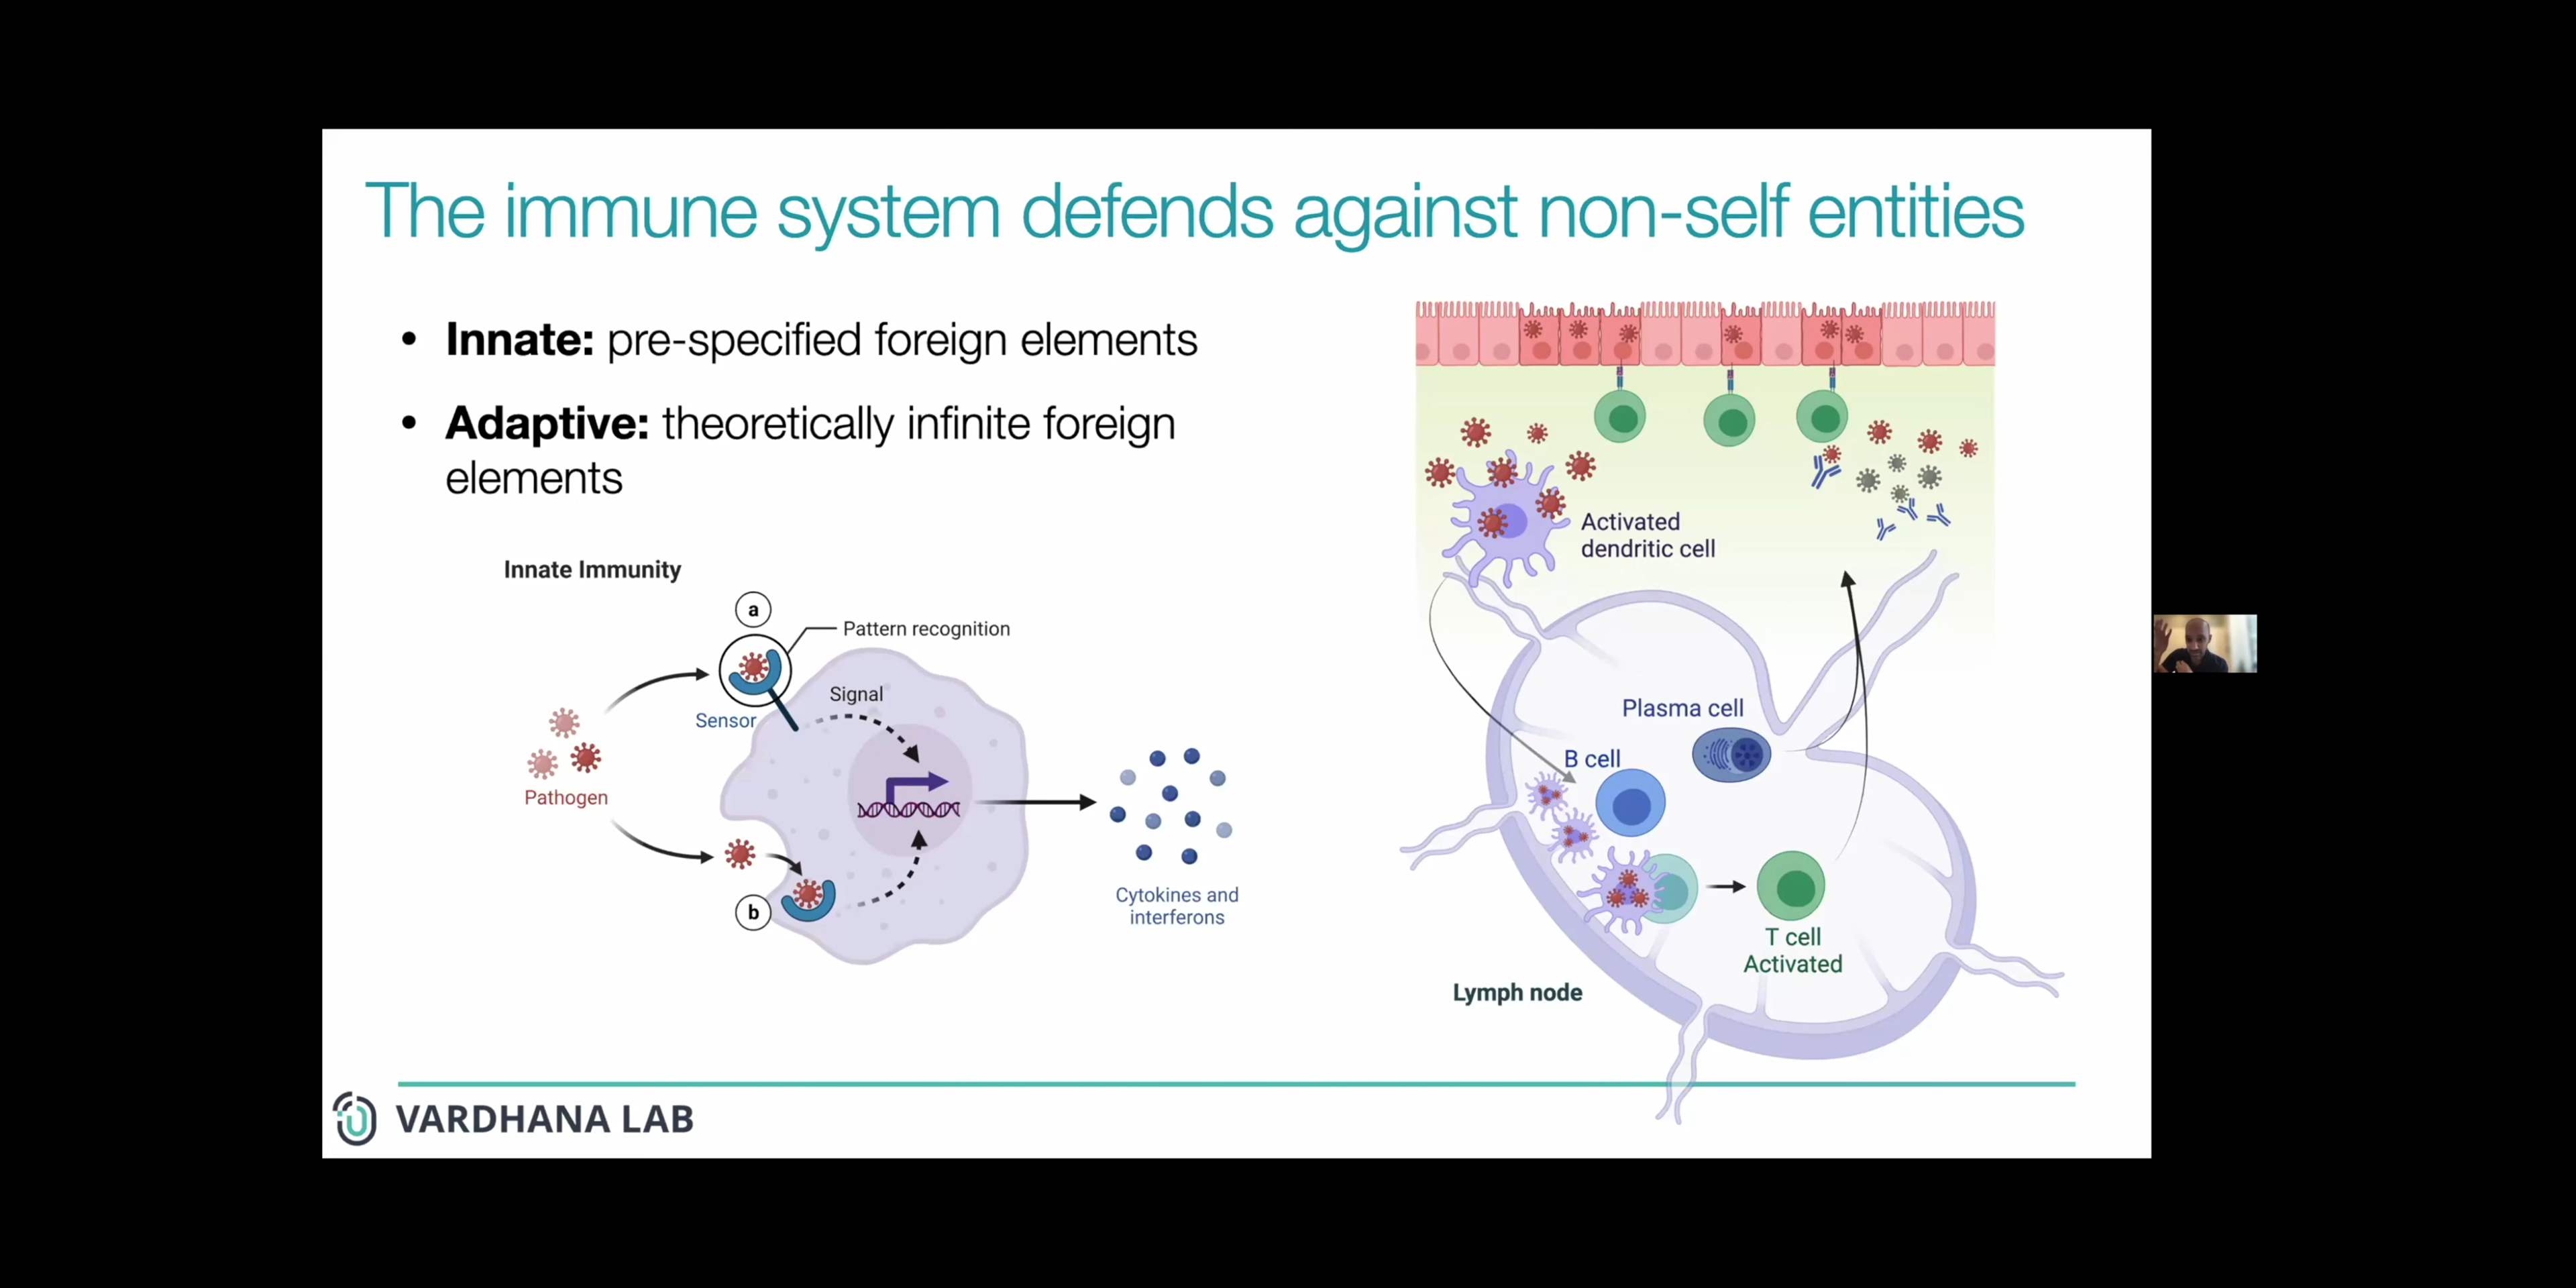 The immune system defends against non-self entities
• Innate: pre-specified foreign elements
• Adaptive: theoretically infinite foreign
elements
Innate Immunity
a
Pattern recognition
Signal
Sensor
Pathogen
b
Cytokines and
interferons
Activated
dendritic cell
Plasma cell
B cell
T cell
Activated
Lymph node
VARDHANA LAB